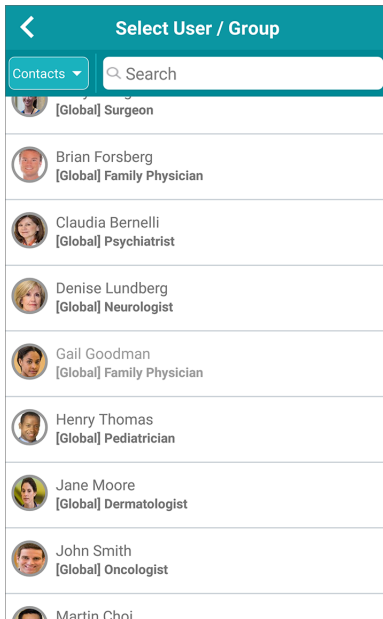 Select User / Group
Contacts
Search
[Global] Surgeon
Brian Forsberg
[Global] Family Physician
Claudia Bernelli
[Global] Psychiatrist
Denise Lundberg
[Global] Neurologist
Gail Goodman
[Global] Family Physician
Henry Thomas
[Global] Pediatrician
Jane Moore
[Global] Dermatologist
John Smith
[Global] Oncologist
Martin Choi